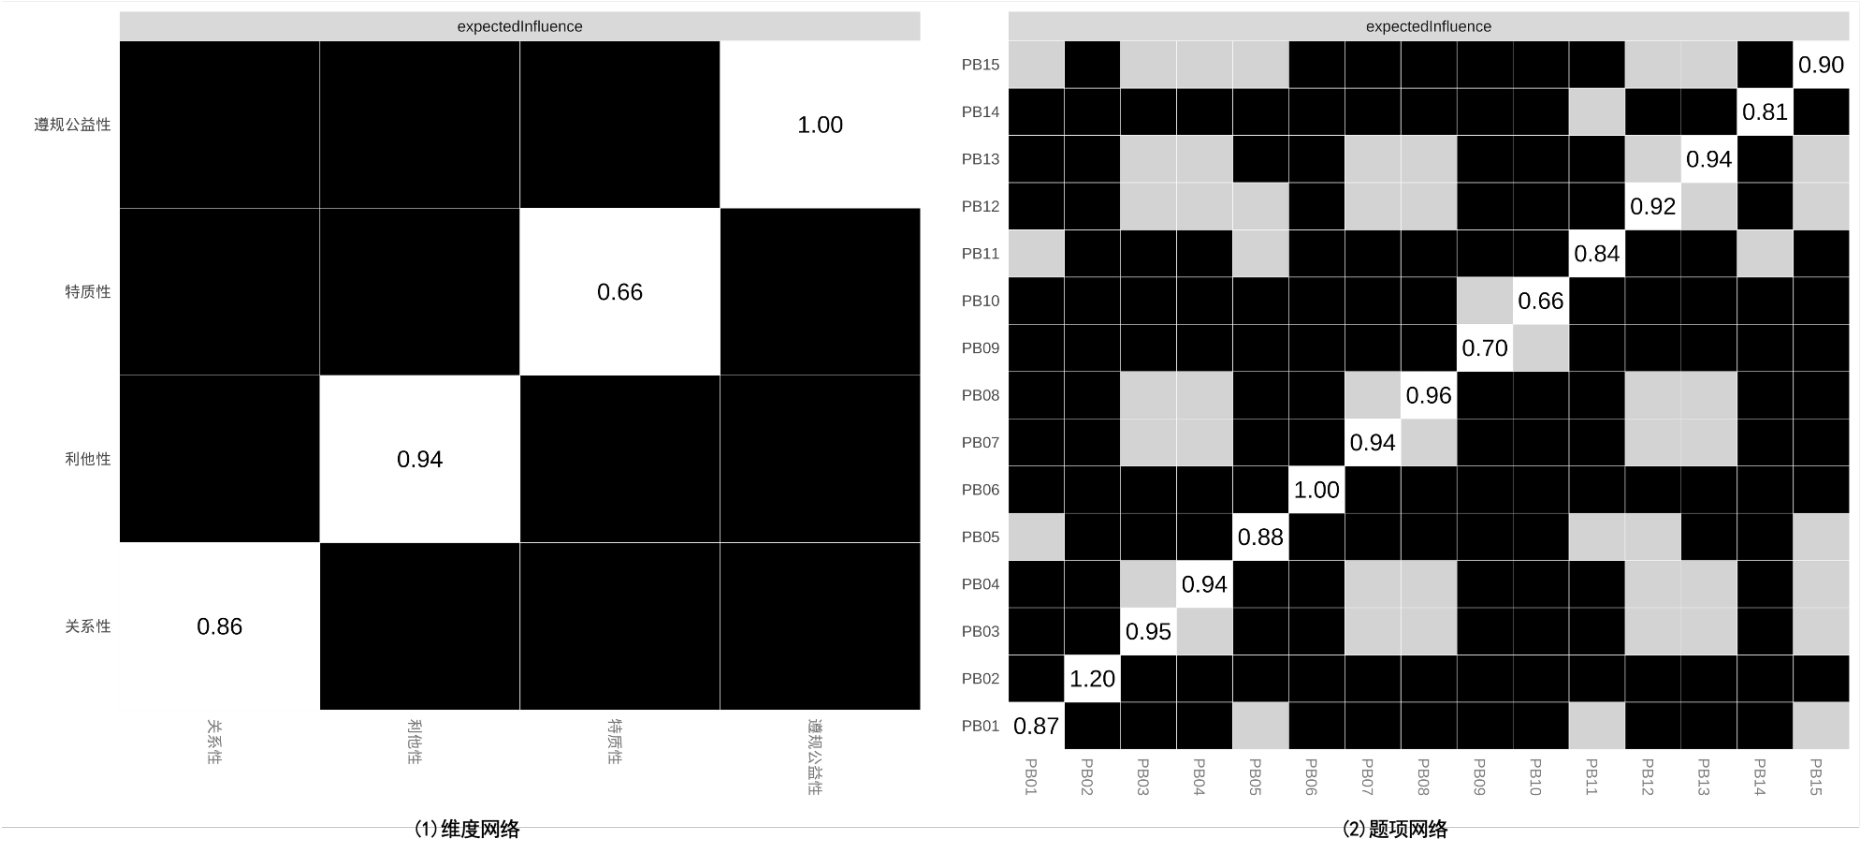 expectedInfluence
遵规公益性
1.00
特质性
0.66
利他性
0.94
关系性
0.86
关系性
利他性
特质性
遵规公益性
(1)维度网络
expectedInfluence
PB15
0.90
PB14
0.81
PB13
0.94
PB12
0.92
PB11
0.84
PB10
0.66
PB09
0.70
PB08
0.96
PB07
0.94
PB06
1.00
PB05
0.88
PB04
0.94
PB03
0.95
PB02
1.20
PB01
0.87
PB01
PB02
PB03
PB04
PB05
PB06
PB07
PB08
PB09
PB10
PB11
PB12
PB13
PB14
PB15
(2)题项网络